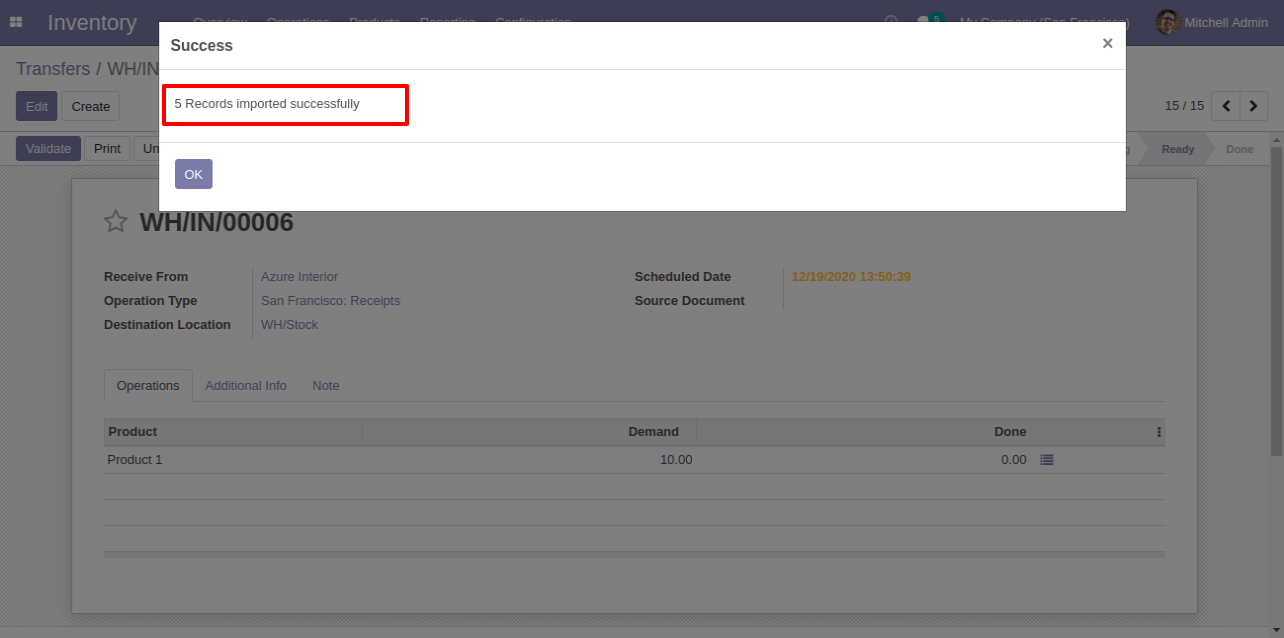 Inventory
Overview Operations Products Reporting Configuration
5 My Company (San Francisco) Mitchell Admin
Success ×
Transfers / WH/IN
5 Records imported successfully
Edit Create
15 / 15
Validate Print Un
g Ready Done
OK
WH/IN/00006
Receive From Azure Interior
Scheduled Date 12/19/2020 13:50:39
Operation Type San Francisco: Receipts
Source Document
Destination Location WH/Stock
Operations Additional Info Note
Product Demand Done
Product 1 10.00 0.00